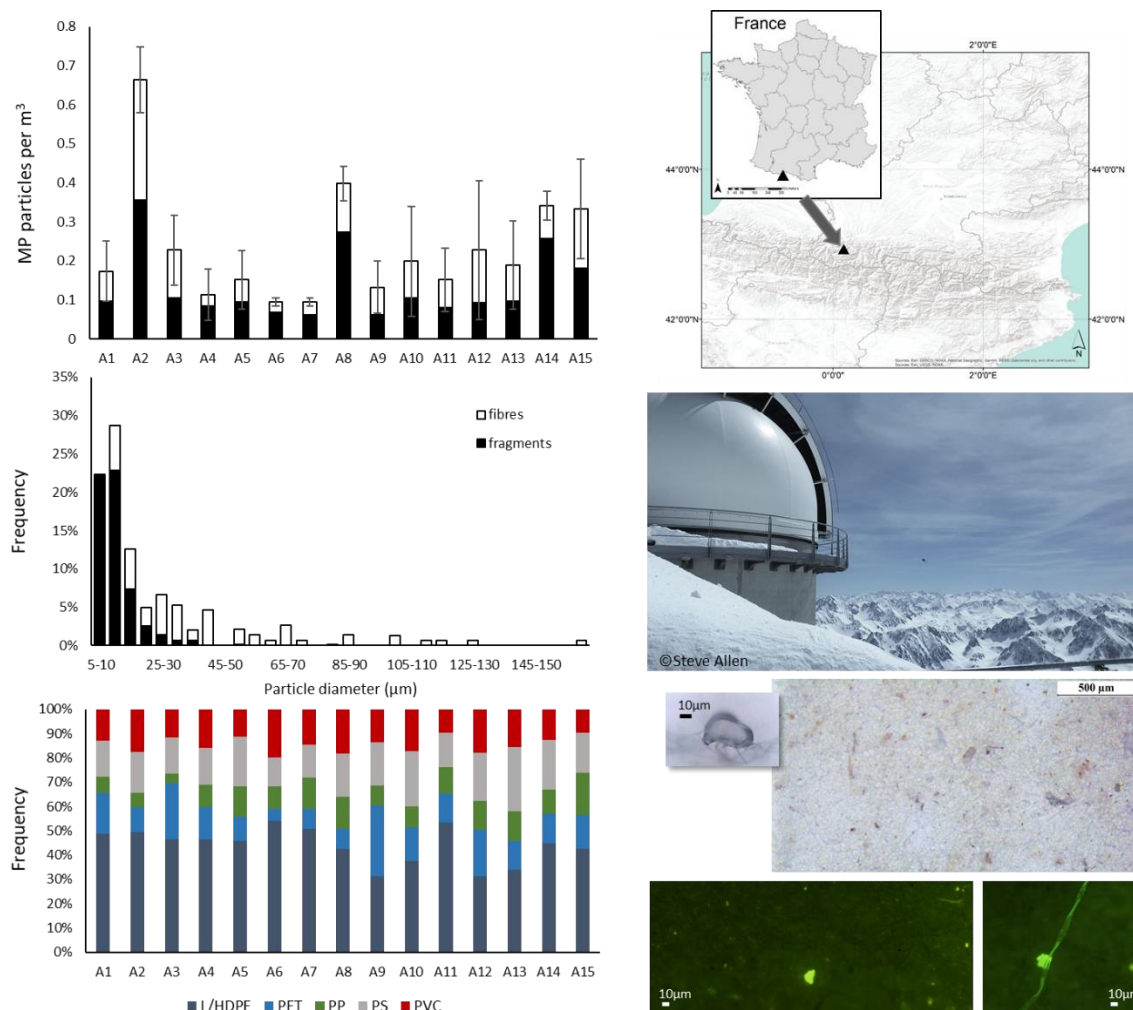 0.8
0.7
0.6
0.5
0.4
0.3
0.2
0.1
0
MP particles per m³
A1 A2 A3 A4 A5 A6 A7 A8 A9 A10 A11 A12 A13 A14 A15
35%
30%
25%
20%
15%
10%
5%
0%
Frequency
fibres
fragments
5-10 25-30 45-50 65-70 85-90 105-110 125-130 145-150
Particle diameter (μm)
100%
90%
80%
70%
60%
50%
40%
30%
20%
10%
0%
Frequency
A1 A2 A3 A4 A5 A6 A7 A8 A9 A10 A11 A12 A13 A14 A15
L/HDPE PET PP PS PVC
France
2°0'0"E
44°0'0"N
44°0'0"N
42°0'0"N
42°0'0"N
N
0°0'0"
2°0'0"E
©Steve Allen
10μm
500 μm
10μm
10μm